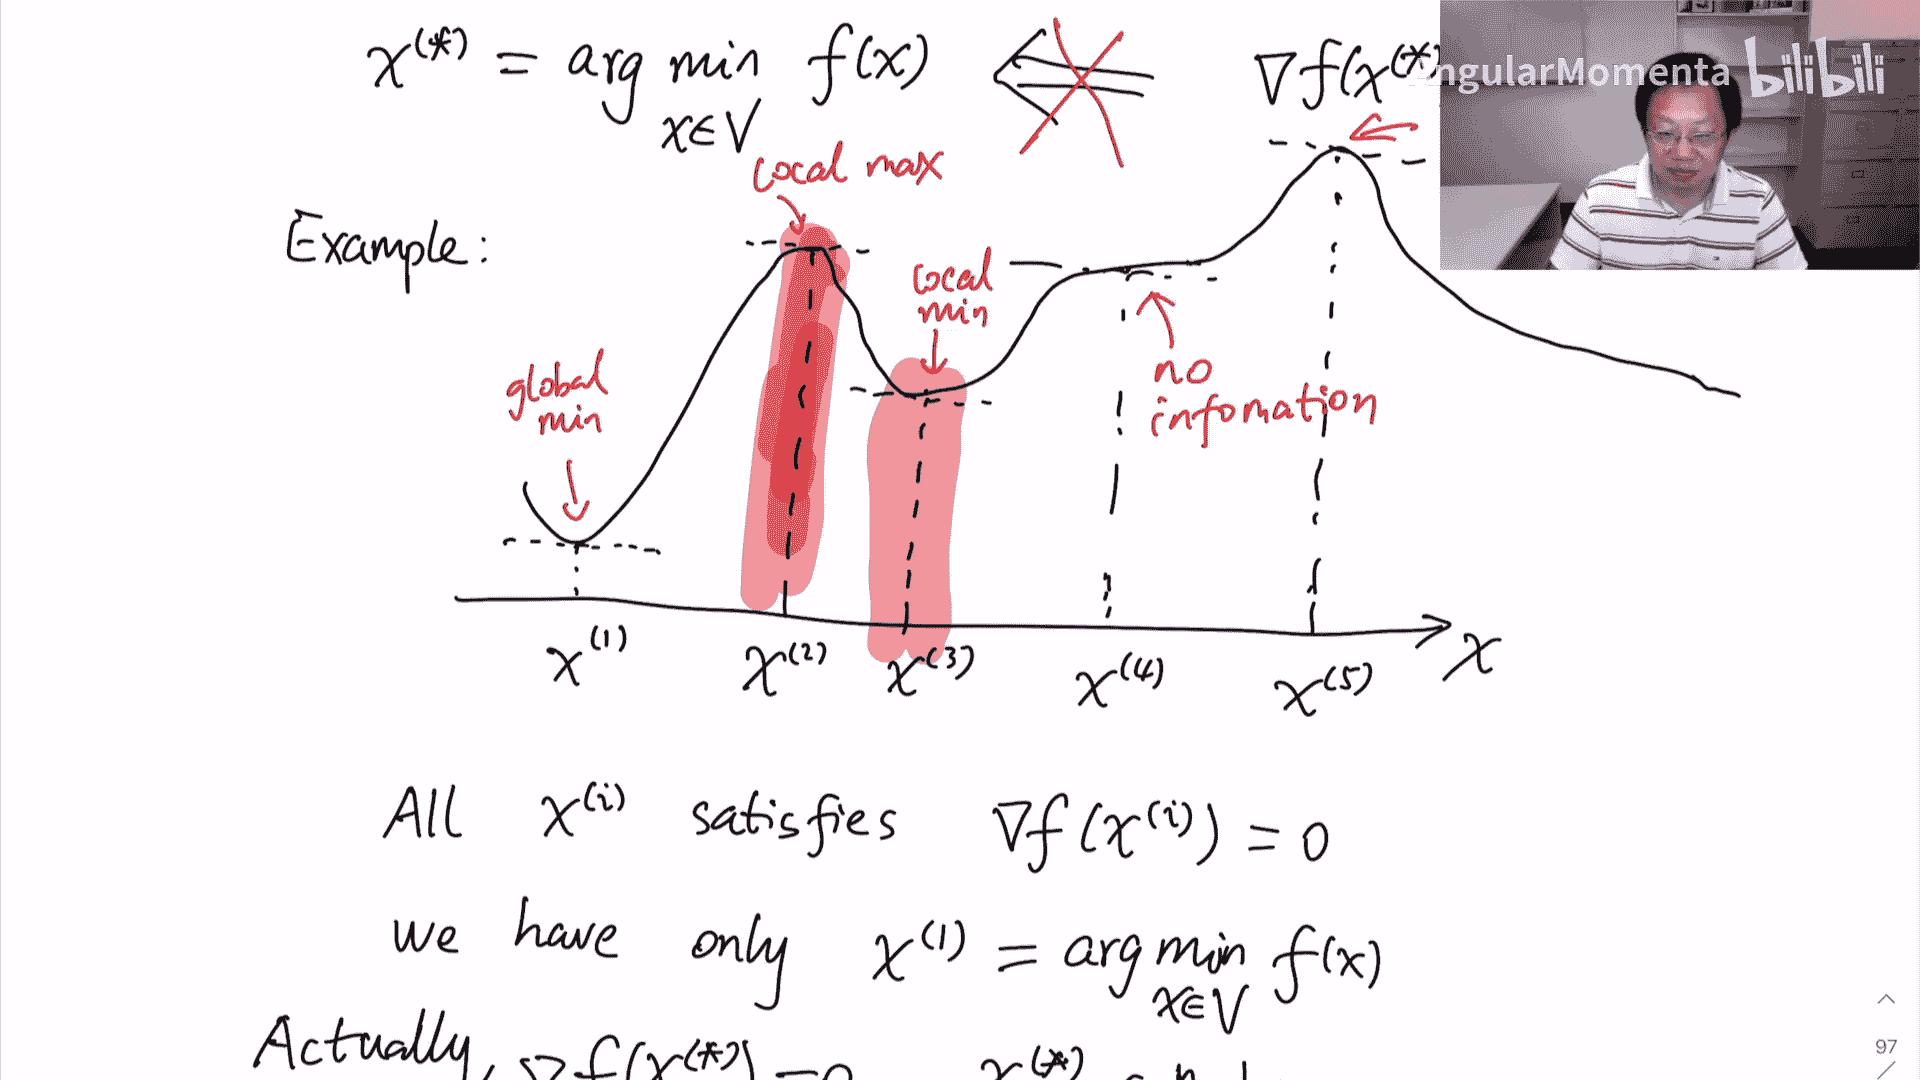 x^(*) = arg min f(x) ∇f(x^(*)
x∈V
AngularMomenta bilibili
local max
Example:
local
min
global
min
no
infomation
x^(1) x^(2) x^(3) x^(4) x^(5) x
All x^(i) satisfies ∇f(x^(i)) = 0
we have only x^(1) = arg min f(x)
x∈V
Actually, ∇f(x^(*)) = 0 x^(*)
97